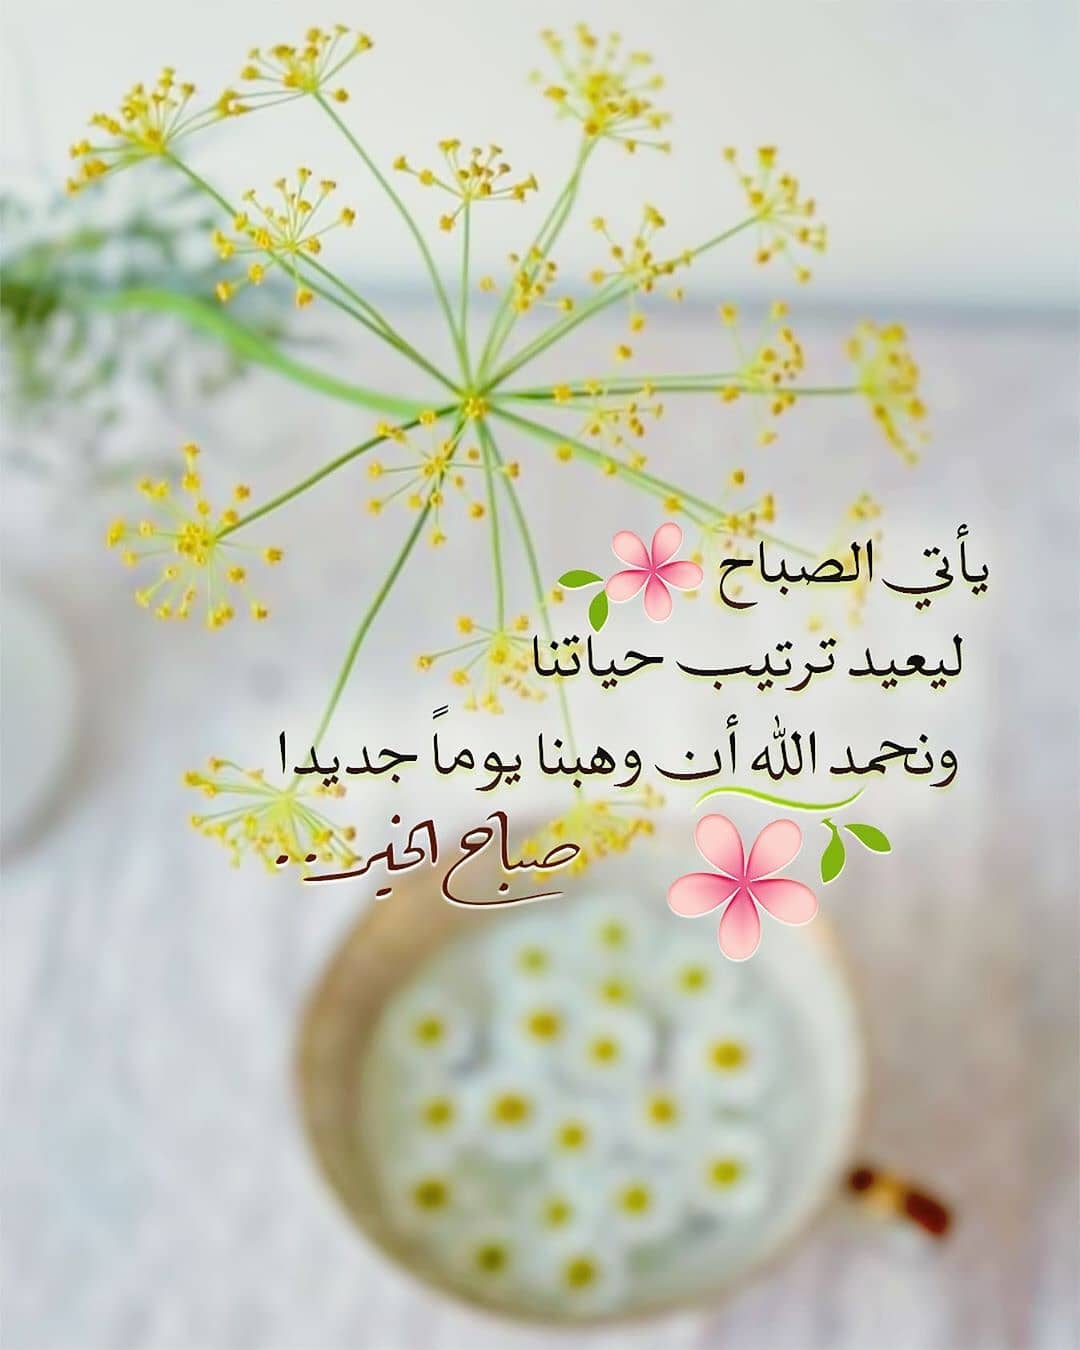 يأتي الصباح
ليعيد ترتيب حياتنا
ونحمد الله أن وهبنا يوماً جديدا
صباح الخير..